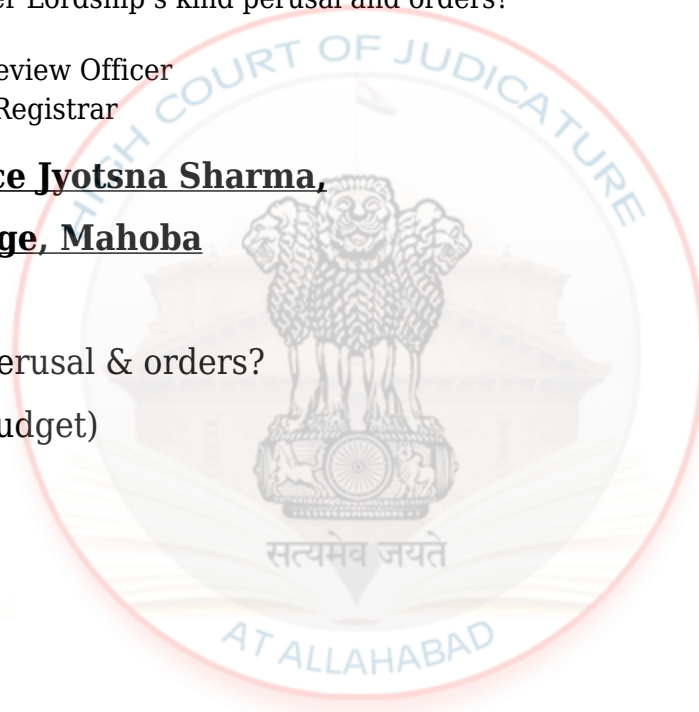 er Lordship's kind perusal and orders?
eview Officer
Registrar
ce Jyotsna Sharma,
ge, Mahoba
erusal & orders?
udget)
HIGH COURT OF JUDICATURE
सत्यमेव जयते
AT ALLAHABAD